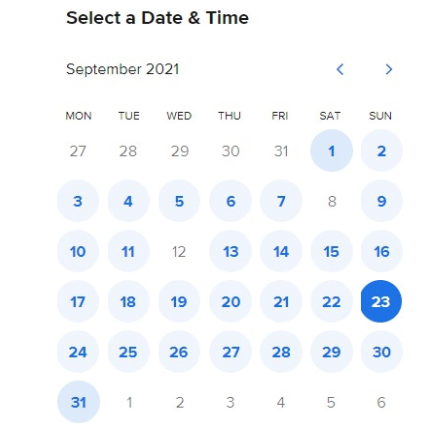 Select a Date & Time
September 2021
MON TUE WED THU FRI SAT SUN
27 28 29 30 31 1 2
3 4 5 6 7 8 9
10 11 12 13 14 15 16
17 18 19 20 21 22 23
24 25 26 27 28 29 30
31 1 2 3 4 5 6